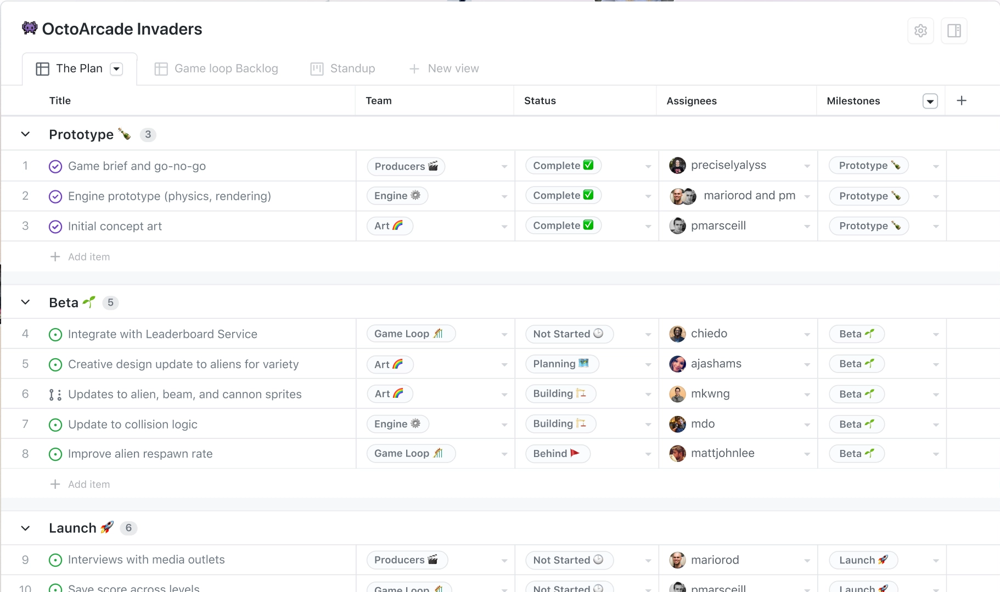 OctoArcade Invaders
The Plan Game loop Backlog Standup New view
Title Team Status Assignees Milestones
Prototype 3
1 Game brief and go-no-go Producers Complete preciselyalyss Prototype
2 Engine prototype (physics, rendering) Engine Complete mariorod and pm Prototype
3 Initial concept art Art Complete pmarsceill Prototype
Add item
Beta 5
4 Integrate with Leaderboard Service Game Loop Not Started chiedo Beta
5 Creative design update to aliens for variety Art Planning ajashams Beta
6 Updates to alien, beam, and cannon sprites Art Building mkwng Beta
7 Update to collision logic Engine Building mdo Beta
8 Improve alien respawn rate Game Loop Behind mattjohnlee Beta
Add item
Launch 6
9 Interviews with media outlets Producers Not Started mariorod Launch
10 Save score across levels Game Loop Not Started pmarsceill Launch